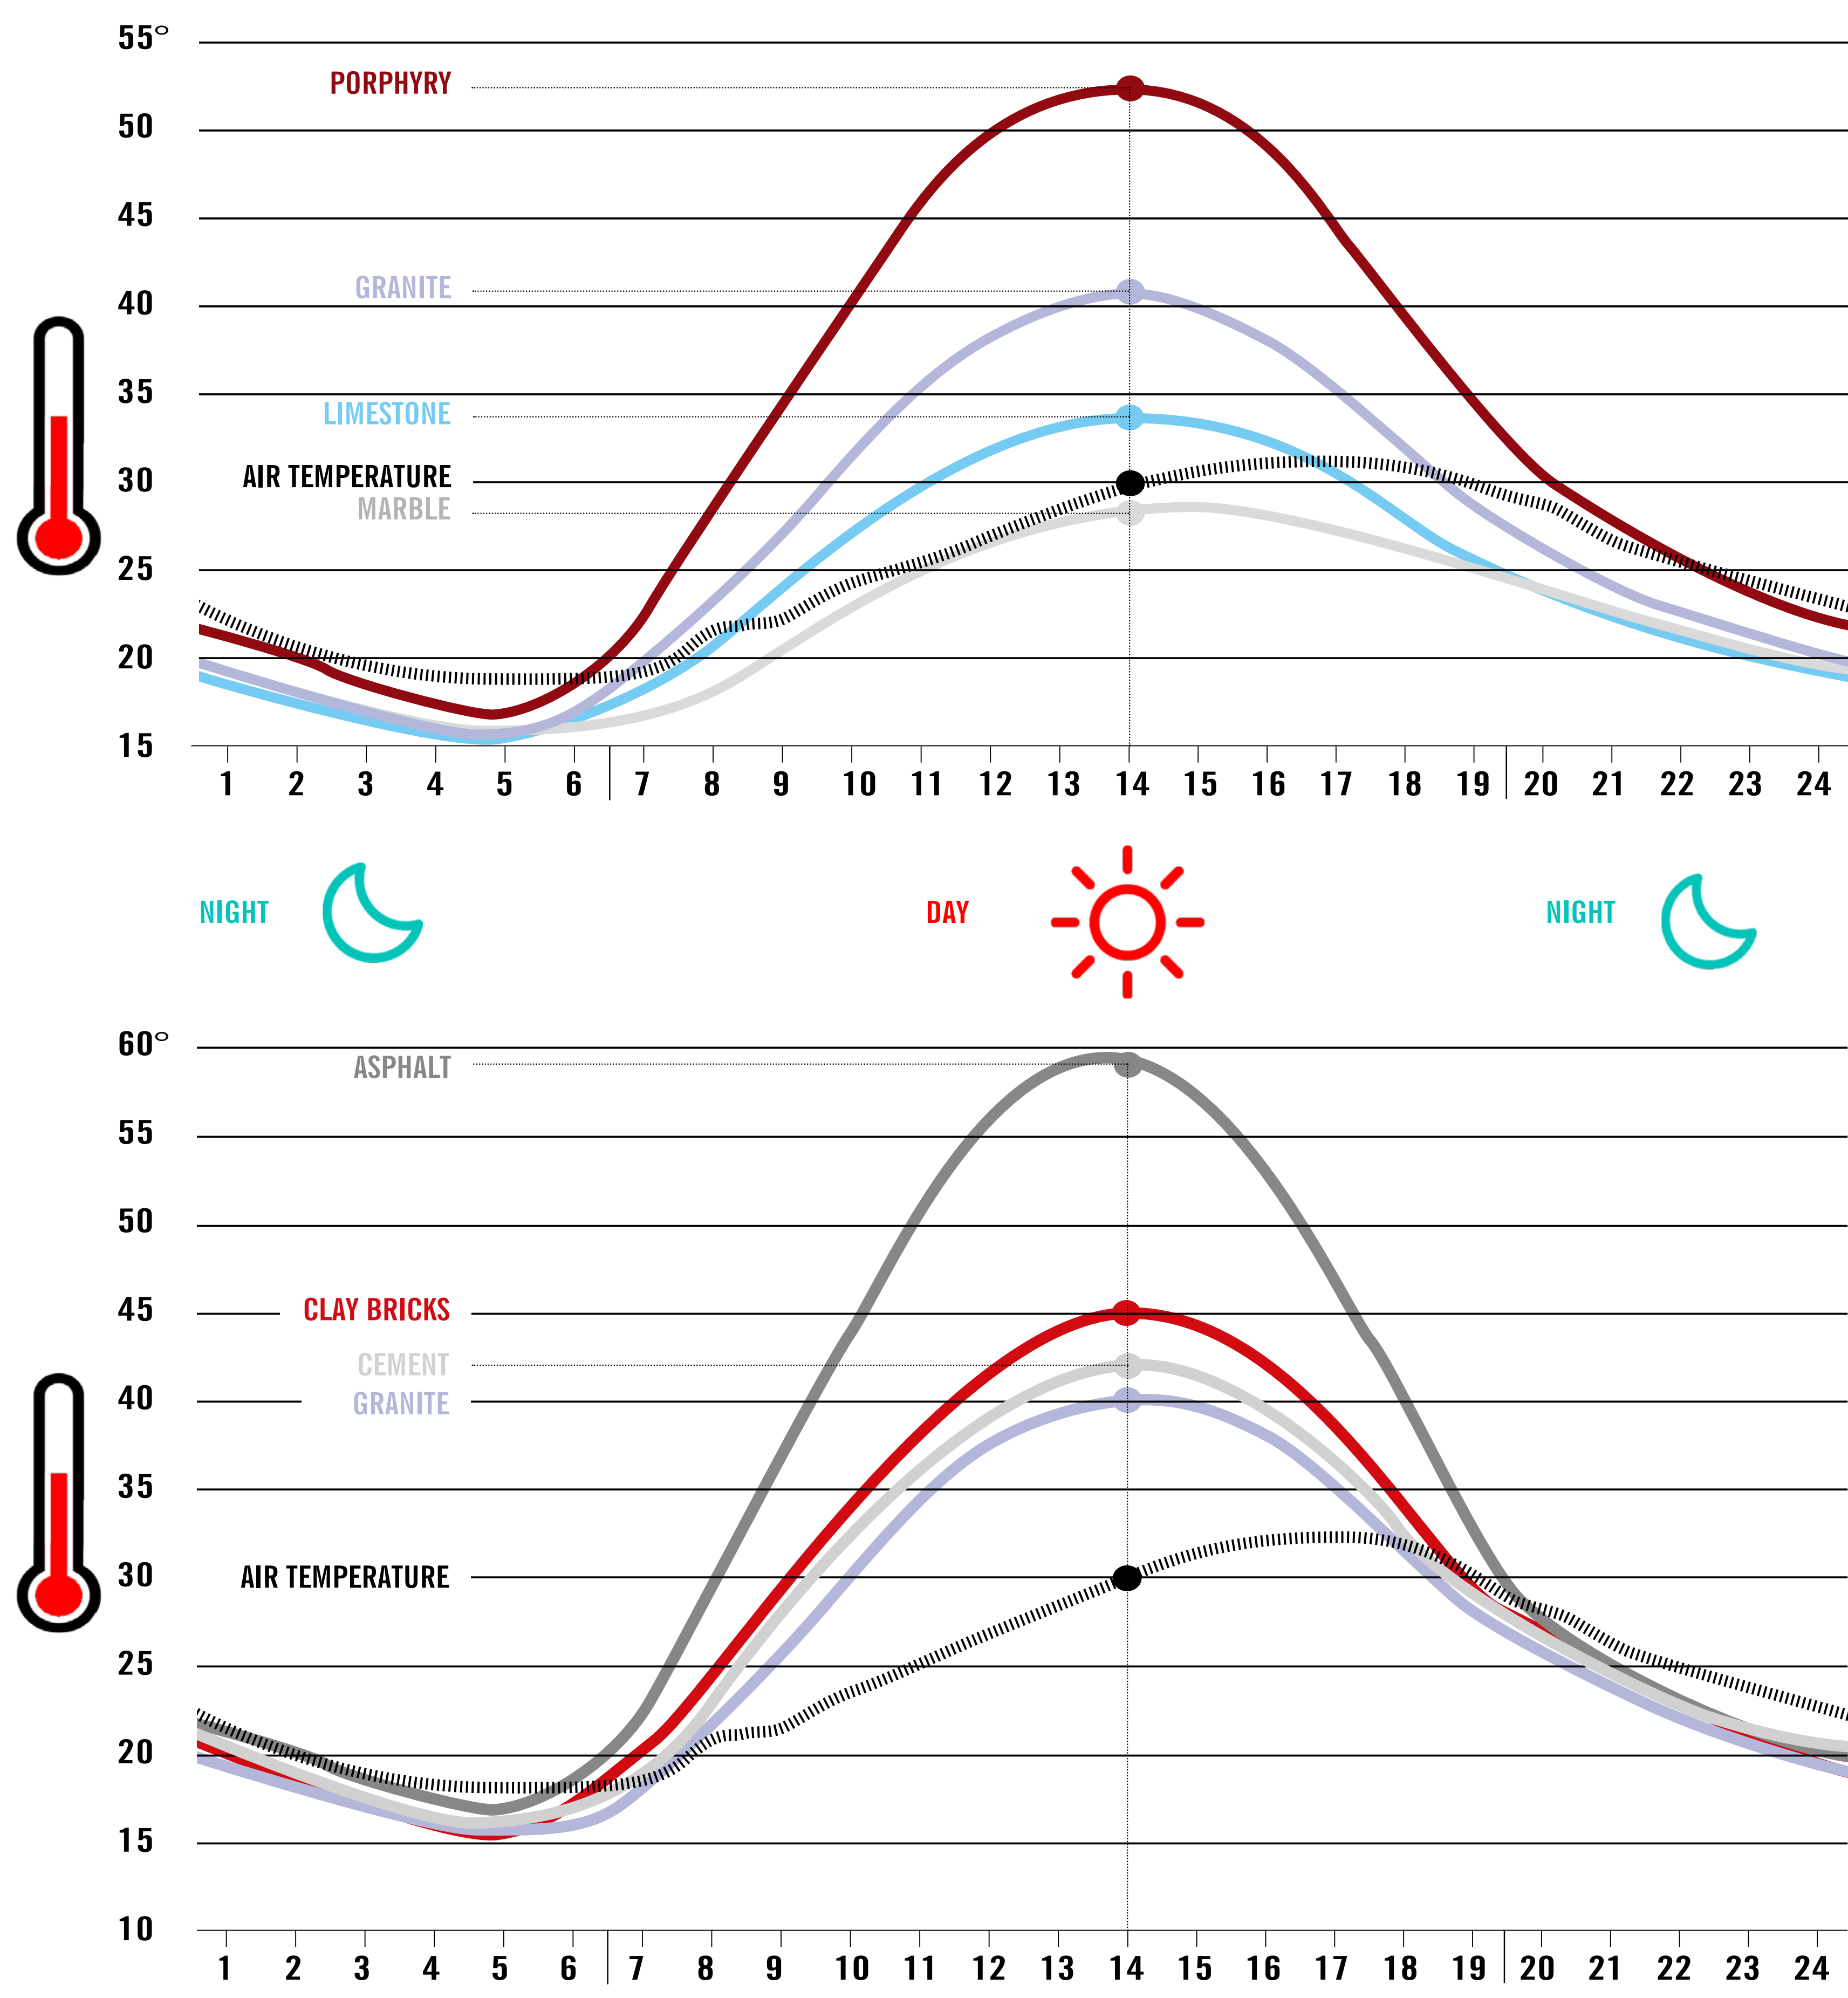 55°
PORPHYRY
50
45
GRANITE
40
35
LIMESTONE
AIR TEMPERATURE
30
MARBLE
25
20
15
1 2 3 4 5 6 7 8 9 10 11 12 13 14 15 16 17 18 19 20 21 22 23 24
NIGHT DAY NIGHT
60°
ASPHALT
55
50
45 CLAY BRICKS
CEMENT
40 GRANITE
35
AIR TEMPERATURE
30
25
20
15
10
1 2 3 4 5 6 7 8 9 10 11 12 13 14 15 16 17 18 19 20 21 22 23 24